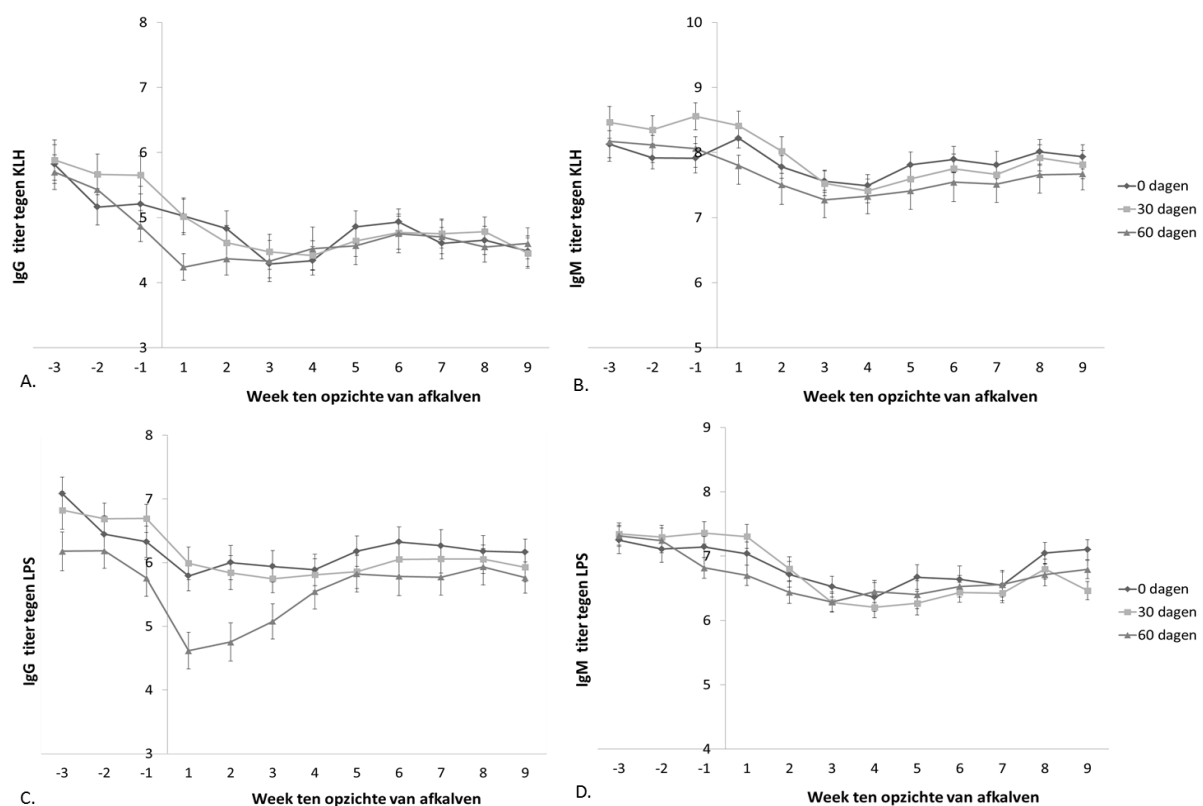 8
7
6
5
4
3
IgG titer tegen KLH
-3 -2 -1 1 2 3 4 5 6 7 8 9
A.
Week ten opzichte van afkalven
10
9
8
7
6
5
IgM titer tegen KLH
-3 -2 -1 1 2 3 4 5 6 7 8 9
B.
Week ten opzichte van afkalven
0 dagen
30 dagen
60 dagen
8
7
6
5
4
3
IgG titer tegen LPS
-3 -2 -1 1 2 3 4 5 6 7 8 9
C.
Week ten opzichte van afkalven
9
8
7
6
5
4
IgM titer tegen LPS
-3 -2 -1 1 2 3 4 5 6 7 8 9
D.
Week ten opzichte van afkalven
0 dagen
30 dagen
60 dagen